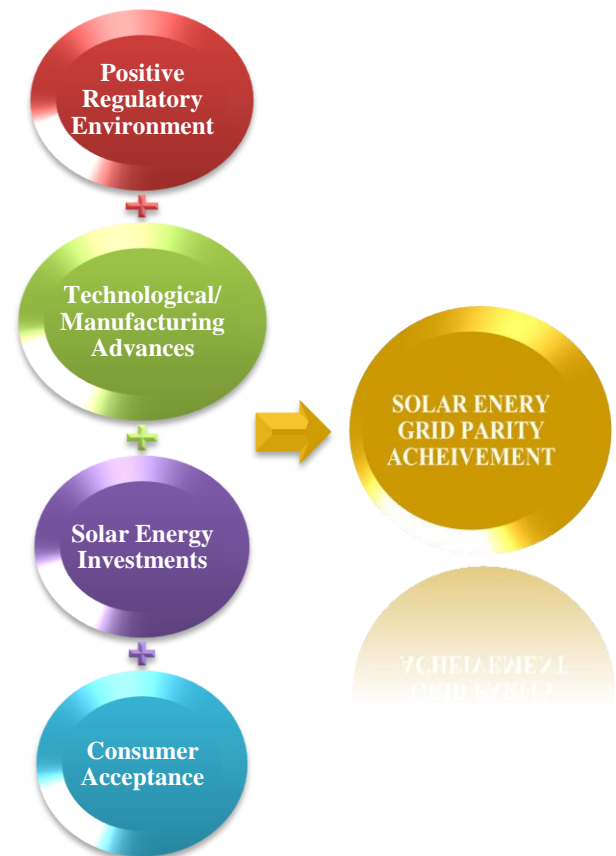 Positive
Regulatory
Environment
+
Technological/
Manufacturing
Advances
+
Solar Energy
Investments
+
Consumer
Acceptance
SOLAR ENERY
GRID PARITY
ACHEIVEMENT